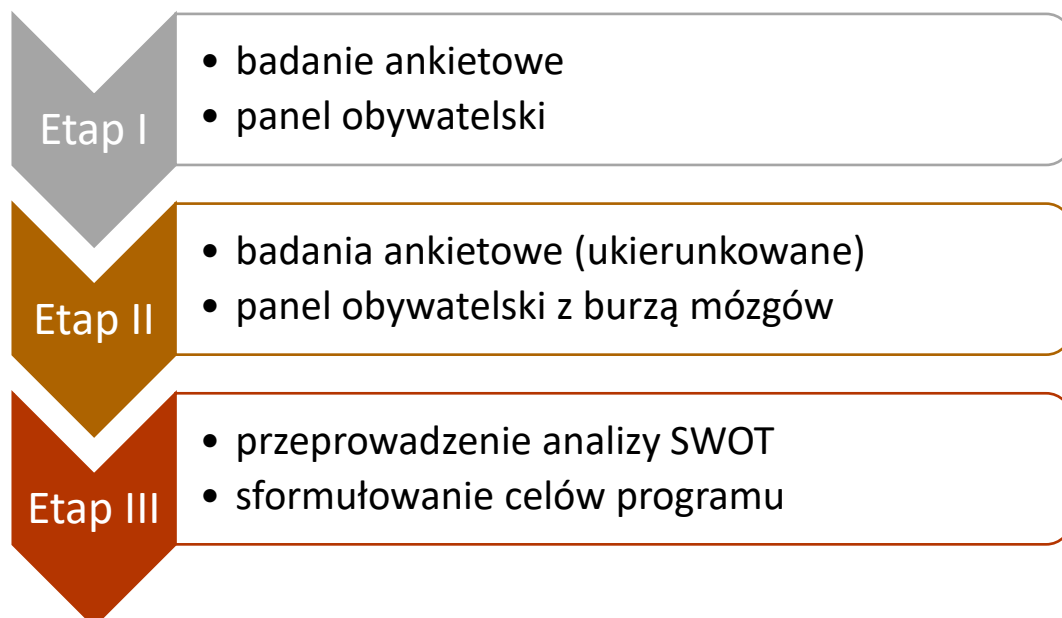 Etap I
• badanie ankietowe
• panel obywatelski
Etap II
• badania ankietowe (ukierunkowane)
• panel obywatelski z burzą mózgów
Etap III
• przeprowadzenie analizy SWOT
• sformułowanie celów programu